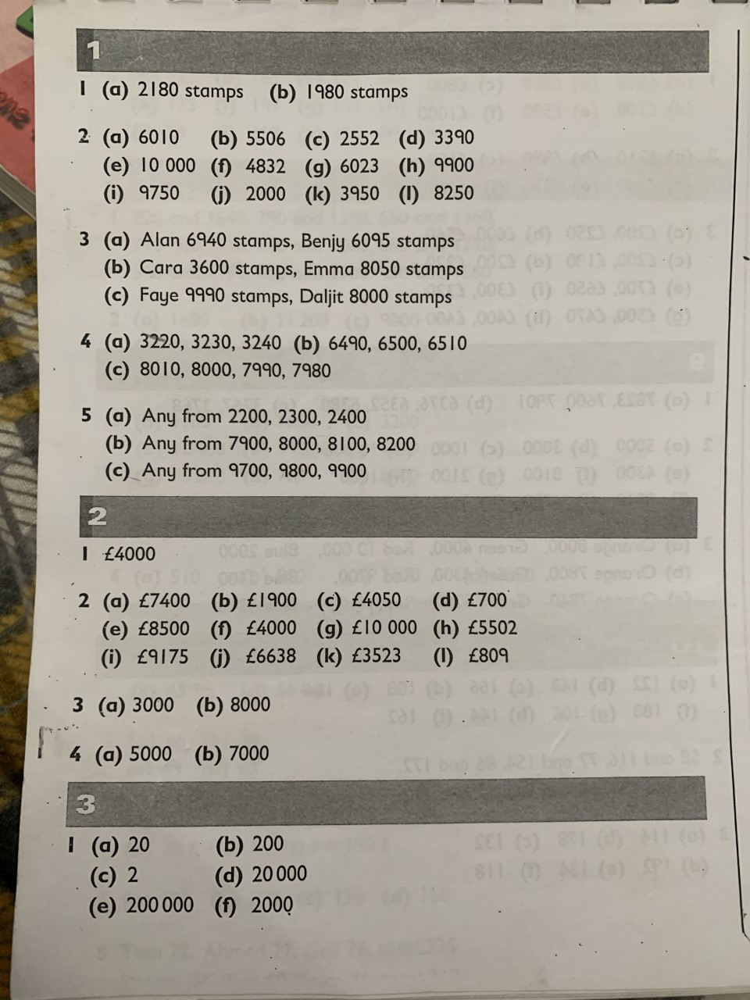 1
1 (a) 2180 stamps (b) 1980 stamps
2 (a) 6010 (b) 5506 (c) 2552 (d) 3390
(e) 10 000 (f) 4832 (g) 6023 (h) 9900
(i) 9750 (j) 2000 (k) 3950 (l) 8250
3 (a) Alan 6940 stamps, Benjy 6095 stamps
(b) Cara 3600 stamps, Emma 8050 stamps
(c) Faye 9990 stamps, Daljit 8000 stamps
4 (a) 3220, 3230, 3240 (b) 6490, 6500, 6510
(c) 8010, 8000, 7990, 7980
5 (a) Any from 2200, 2300, 2400
(b) Any from 7900, 8000, 8100, 8200
(c) Any from 9700, 9800, 9900
2
1 £4000
2 (a) £7400 (b) £1900 (c) £4050 (d) £700
(e) £8500 (f) £4000 (g) £10 000 (h) £5502
(i) £9175 (j) £6638 (k) £3523 (l) £809
3 (a) 3000 (b) 8000
4 (a) 5000 (b) 7000
3
1 (a) 20 (b) 200
(c) 2 (d) 20 000
(e) 200 000 (f) 2000